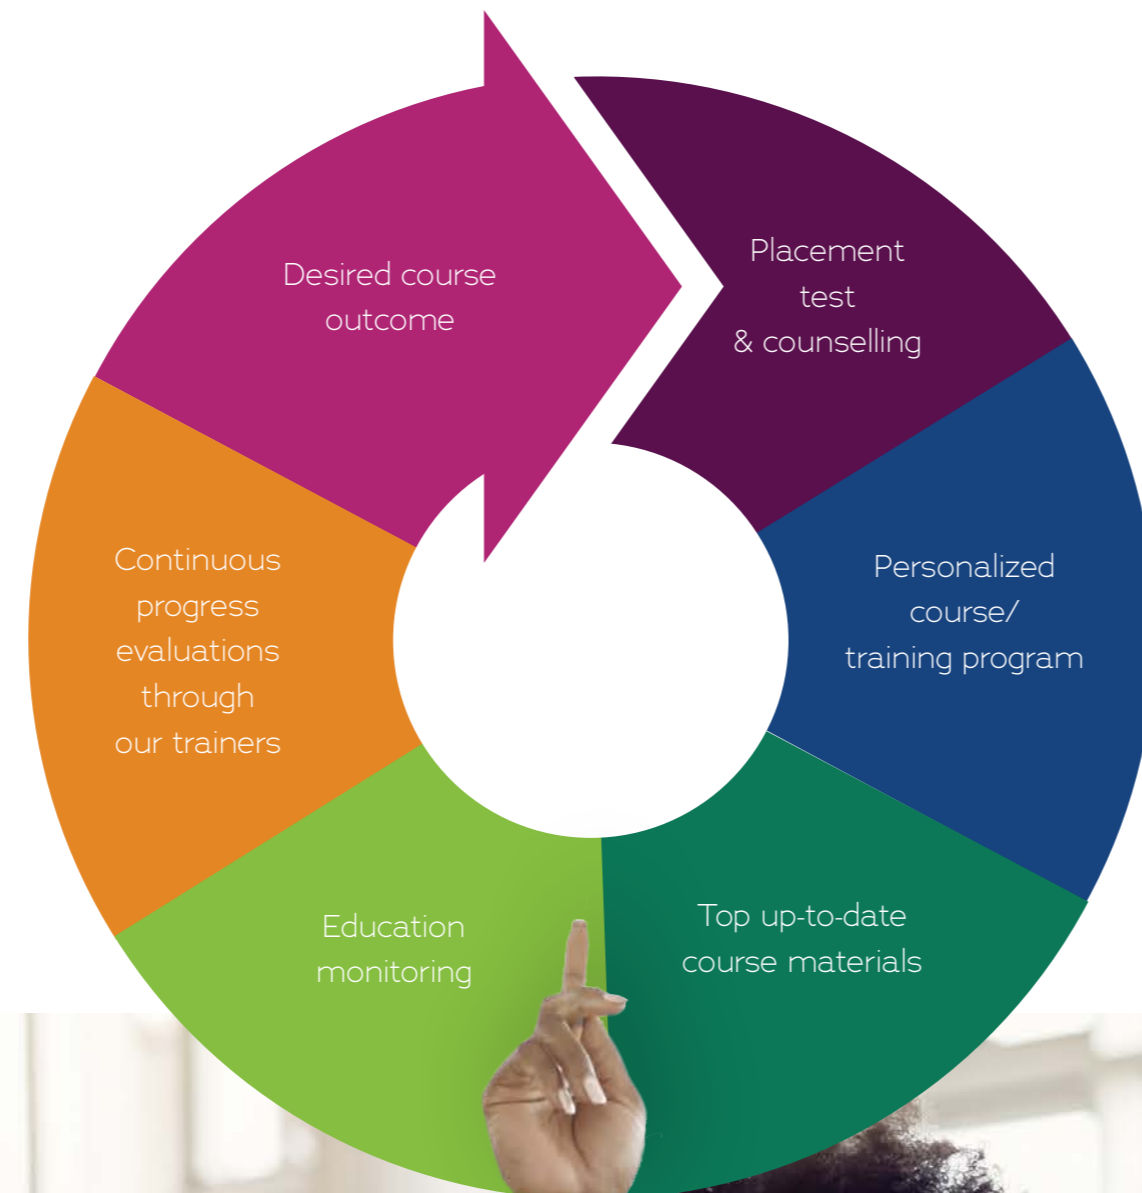 Desired course
outcome
Placement
test
& counselling
Personalized
course/
training program
Top up-to-date
course materials
Education
monitoring
Continuous
progress
evaluations
through
our trainers